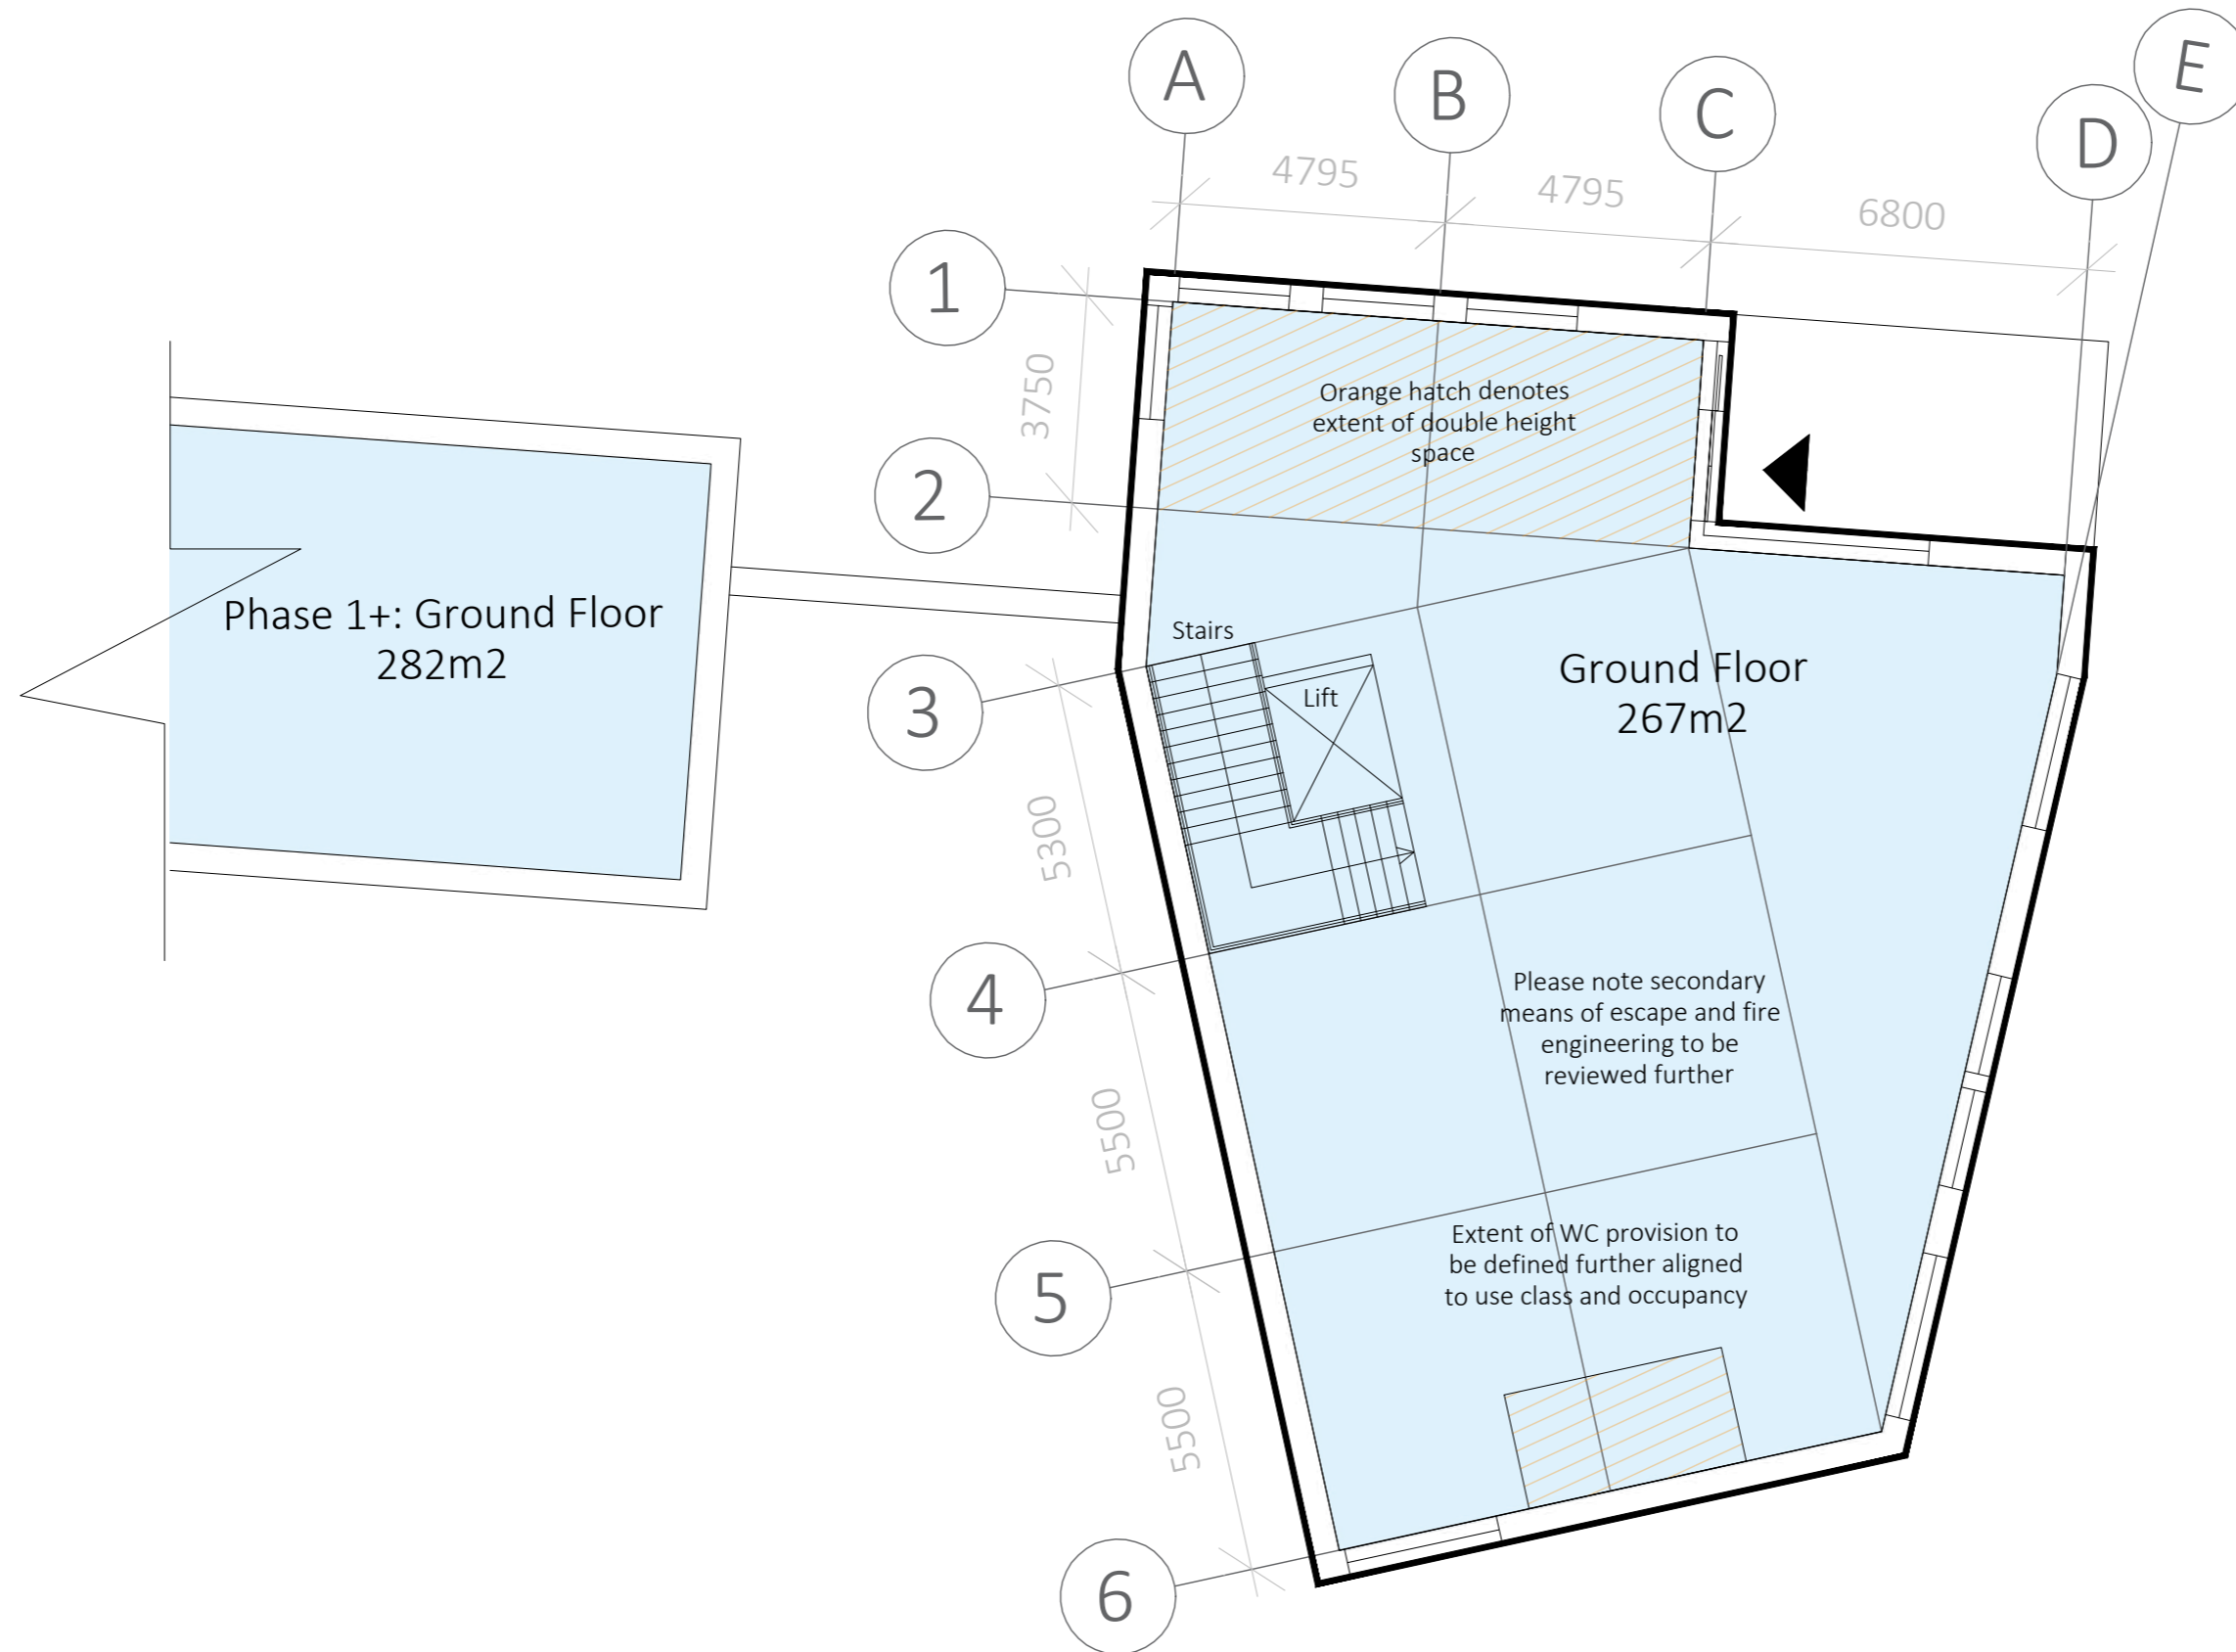 A
B
C
D
E
4795
4795
6800
1
3750
Orange hatch denotes
extent of double height
space
2
Phase 1+: Ground Floor
282m2
Stairs
Lift
Ground Floor
267m2
3
5300
4
Please note secondary
means of escape and fire
engineering to be
reviewed further
5500
5
Extent of WC provision to
be defined further aligned
to use class and occupancy
5500
6